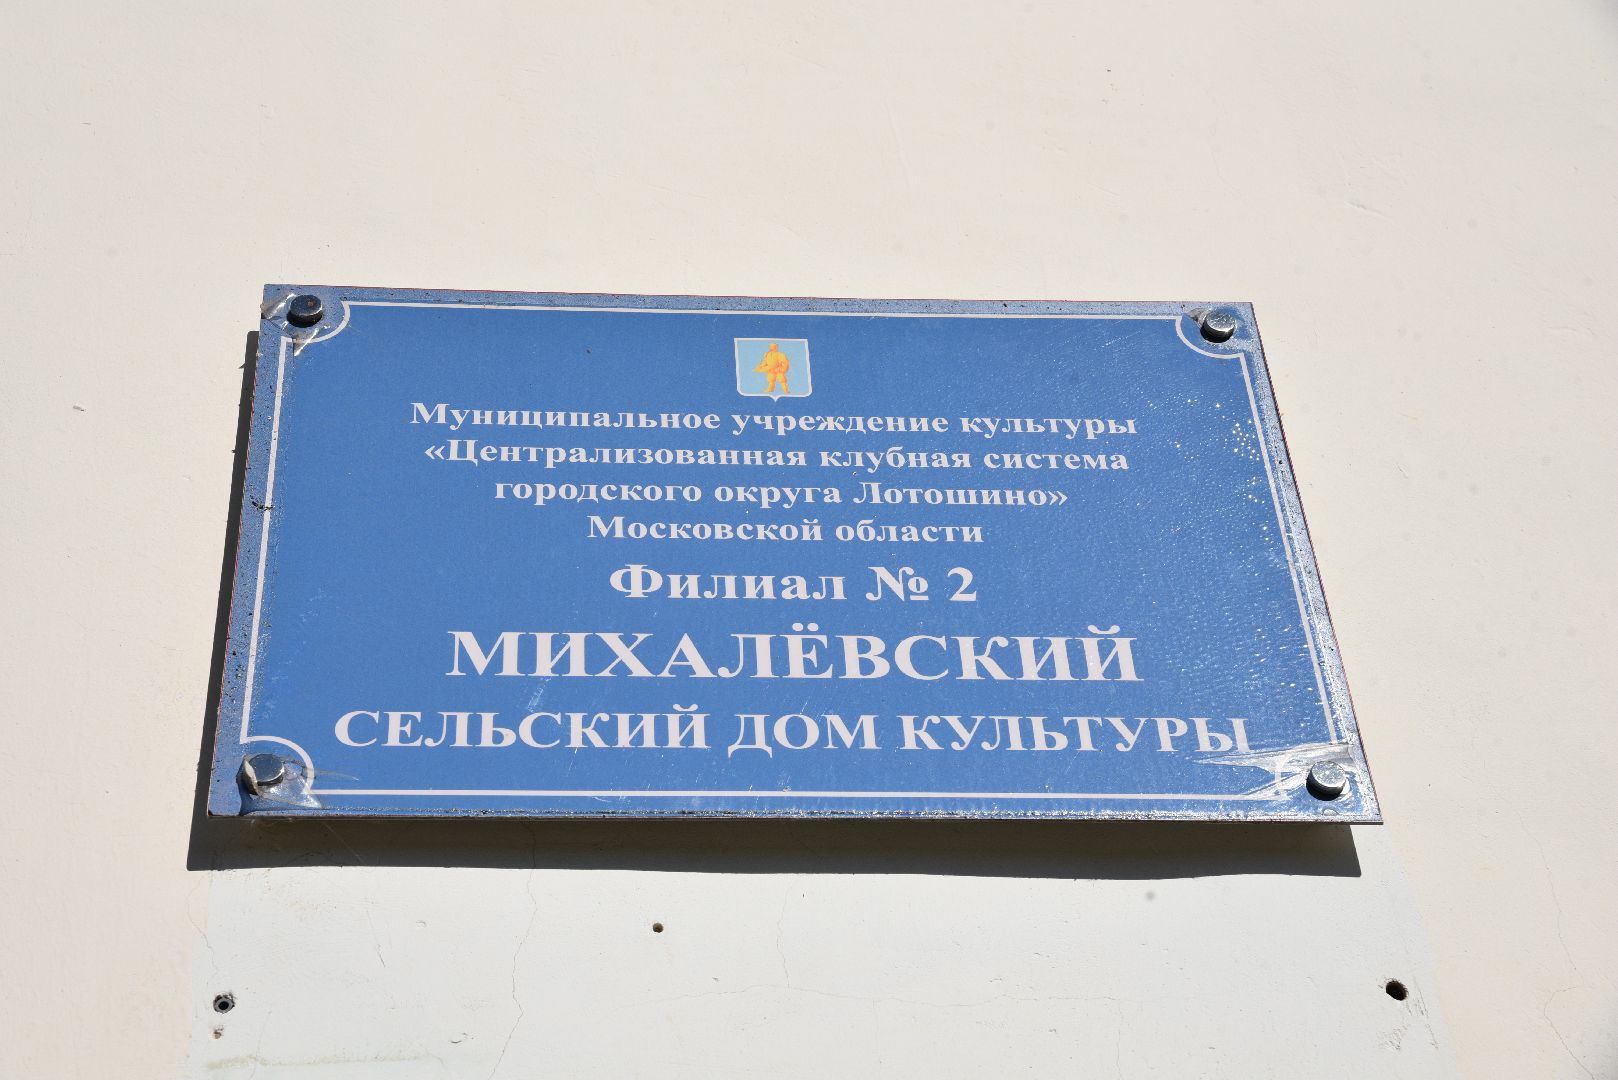 Муниципальное учреждение культуры
«Централизованная клубная система
городского округа Лотошино»
Московской области
Филиал № 2
МИХАЛЁВСКИЙ
СЕЛЬСКИЙ ДОМ КУЛЬТУРЫ